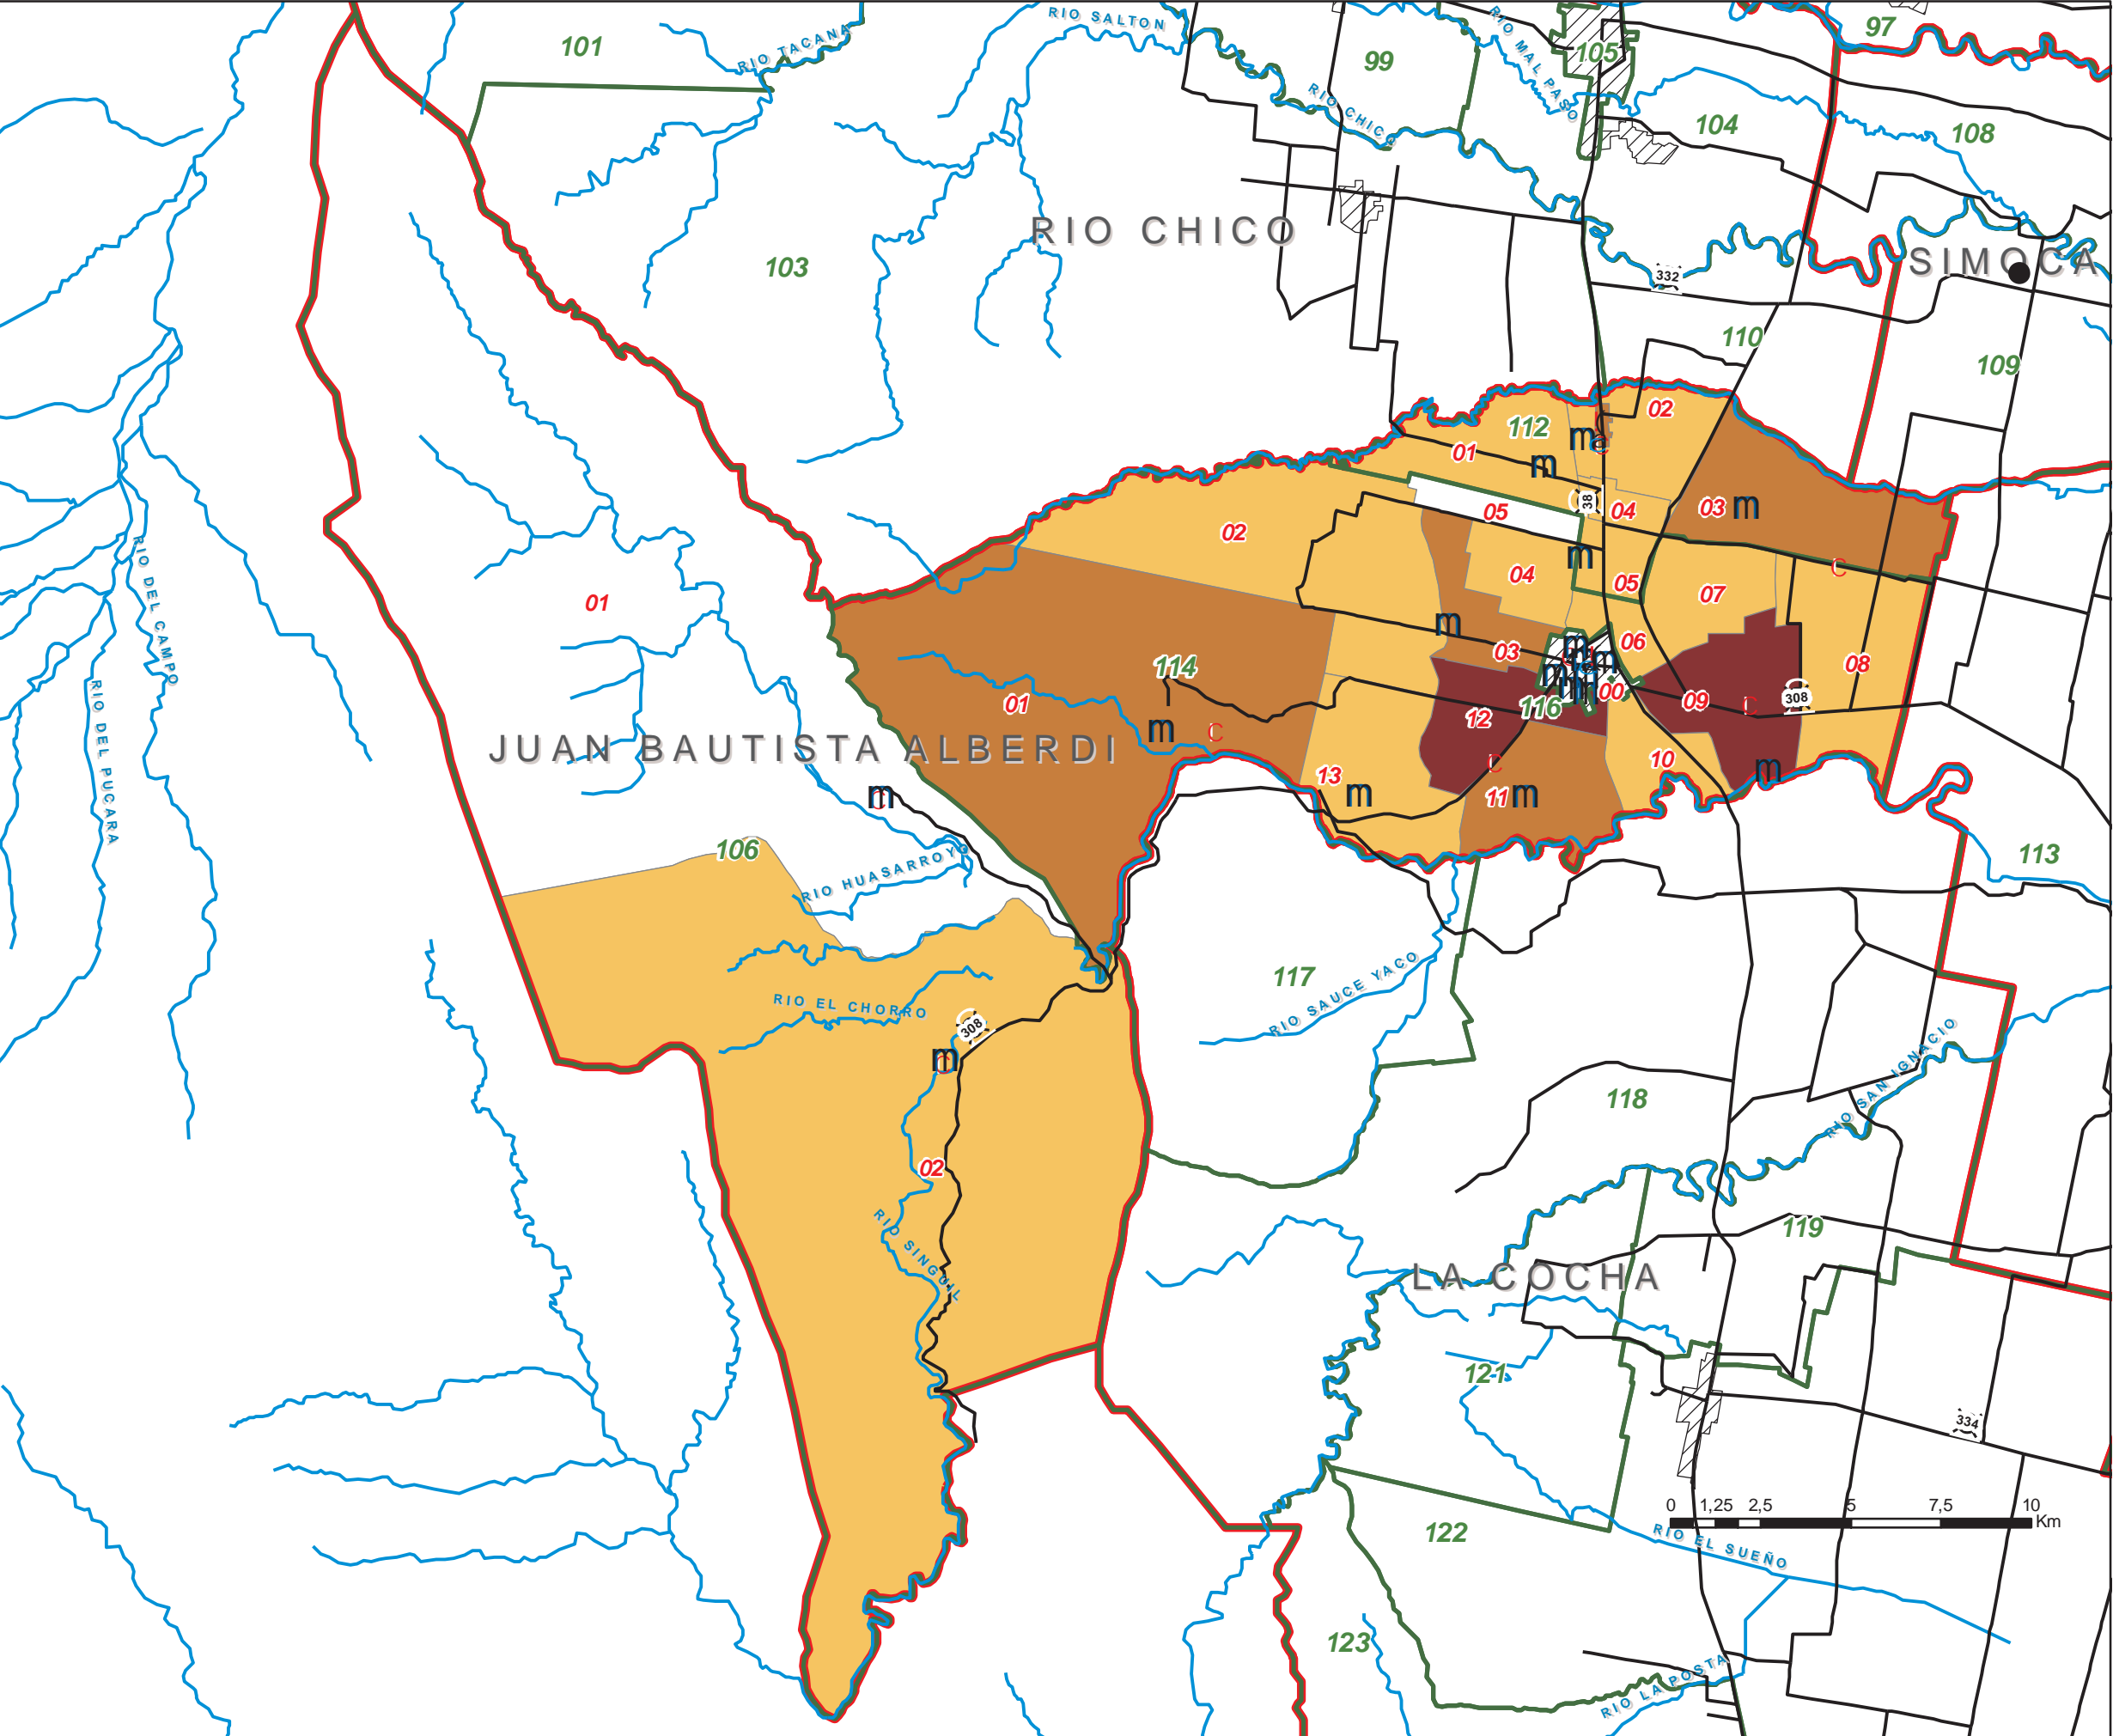 RIO SALTON
97
101
RIO TACANA
99
RIO MAL PASO
105
RIO CHICO
104
108
RIO CHICO
SIMOCA
103
332
110
109
02
112
m
c
01
m
38
04
03
m
05
02
RIO DEL CAMPO
04
m
05
C
01
07
m
06
03
m
m
m
m
08
114
00
308
01
116
09
C
12
m
C
JUAN BAUTISTA ALBERDI
RIO DEL PUCARA
10
C
m
13
m
11
m
m
C
106
RIO HUASARROYO
113
117
RIO SAUCE YACO
RIO EL CHORRO
308
m
C
RIO SAN IGNACIO
118
02
RIO SINGUIL
119
LA COCHA
121
334
0 1,25 2,5 5 7,5 10
Km
122
RIO EL SUEÑO
123
RIO LA POSTA